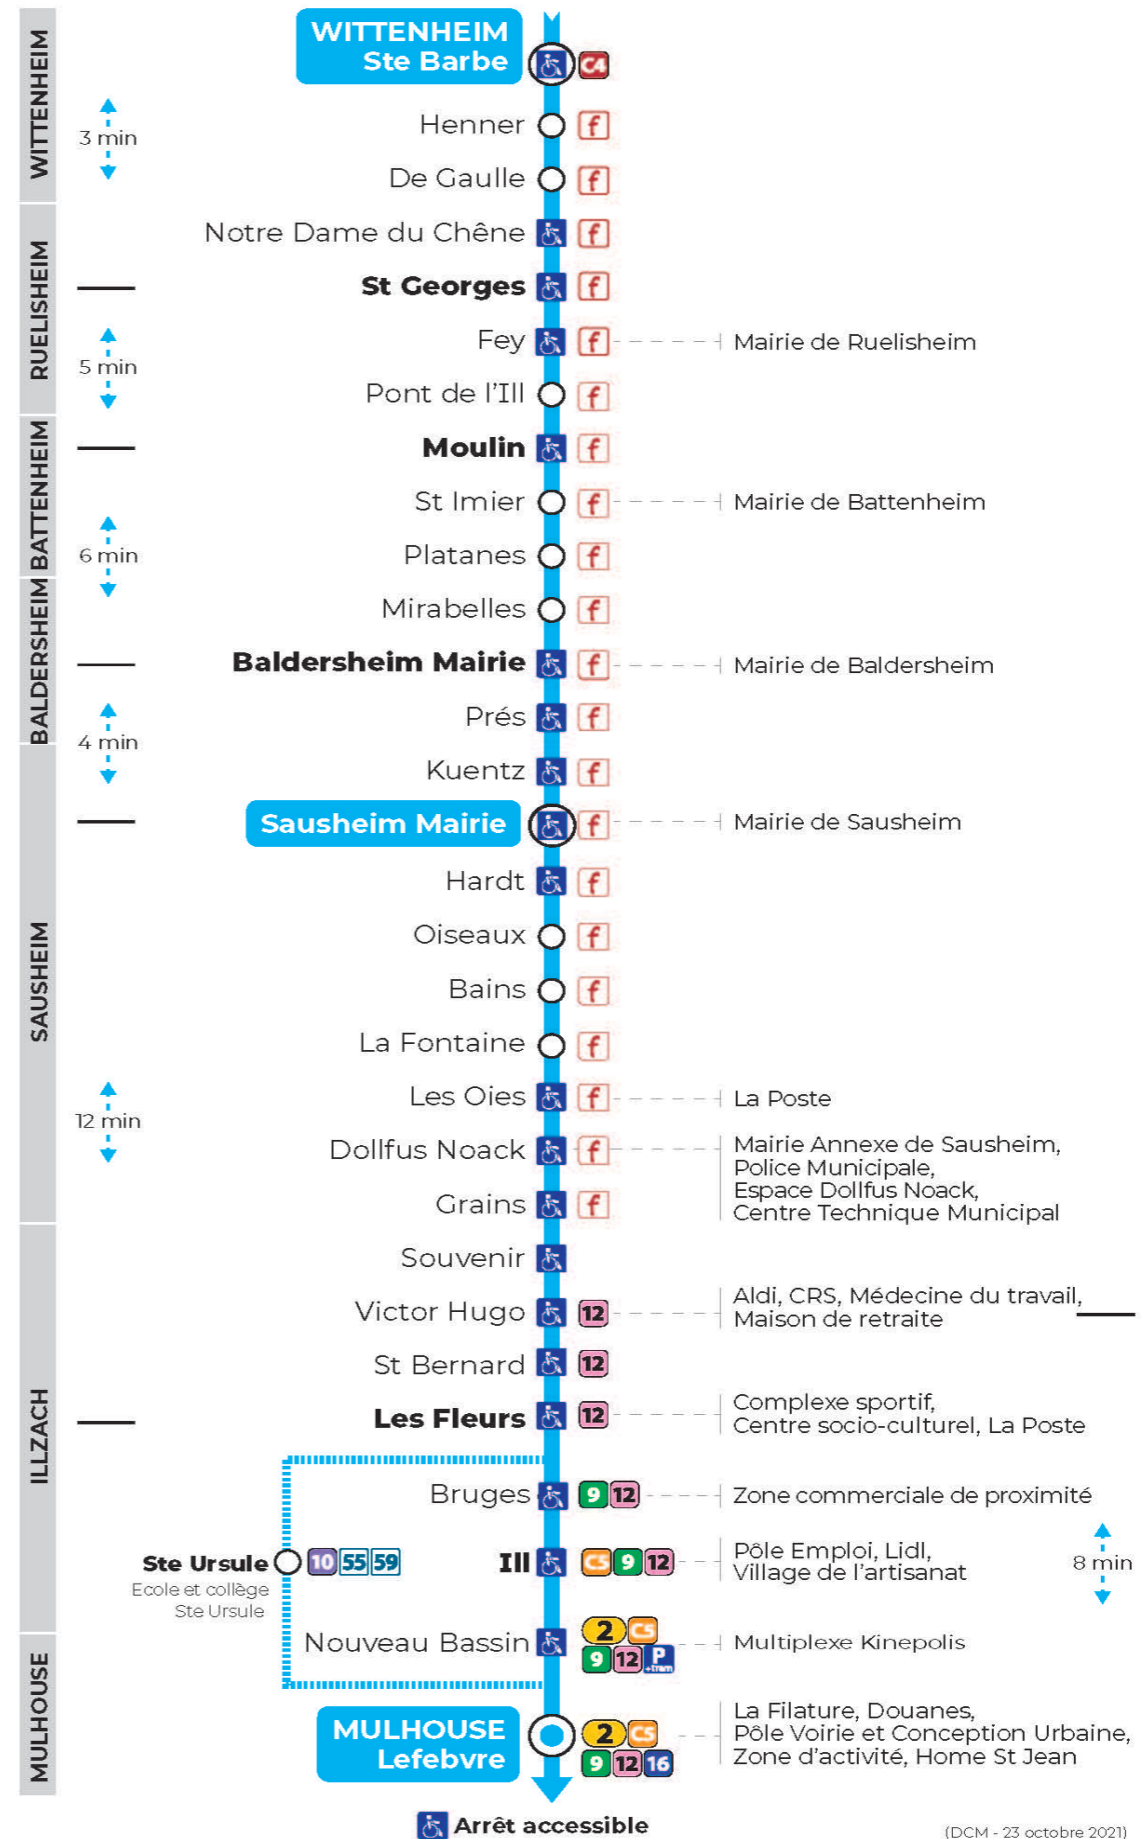 WITTENHEIM
Ste Barbe
C4
WITTENHEIM
3 min
Henner f
De Gaulle f
Notre Dame du Chêne f
RUELISHEIM
St Georges f
Fey f Mairie de Ruelisheim
5 min
Pont de l'Ill f
BATTENHEIM
Moulin f
St Imier f Mairie de Battenheim
6 min
Platanes f
Mirabelles f
BALDERSHEIM
Baldersheim Mairie f Mairie de Baldersheim
Prés f
4 min
Kuentz f
SAUSHEIM
Sausheim Mairie f Mairie de Sausheim
Hardt f
Oiseaux f
Bains f
La Fontaine f
Les Oies f La Poste
12 min
Dollfus Noack f Mairie Annexe de Sausheim,
Police Municipale,
Espace Dollfus Noack,
Centre Technique Municipal
Grains f
ILLZACH
Souvenir
Victor Hugo 12 Aldi, CRS, Médecine du travail,
Maison de retraite
St Bernard 12
Les Fleurs 12 Complexe sportif,
Centre socio-culturel, La Poste
Bruges 9 12 Zone commerciale de proximité
Ste Ursule 10 55 59
Ecole et collège
Ste Ursule
Ill C5 9 12 Pôle Emploi, Lidl,
Village de l'artisanat
8 min
MULHOUSE
Nouveau Bassin 2 C5
9 12 P +tram
Multiplexe Kinepolis
MULHOUSE
Lefebvre
2 C5
9 12 16
La Filature, Douanes,
Pôle Voirie et Conception Urbaine,
Zone d'activité, Home St Jean
Arrêt accessible
(DCM - 23 octobre 2021)